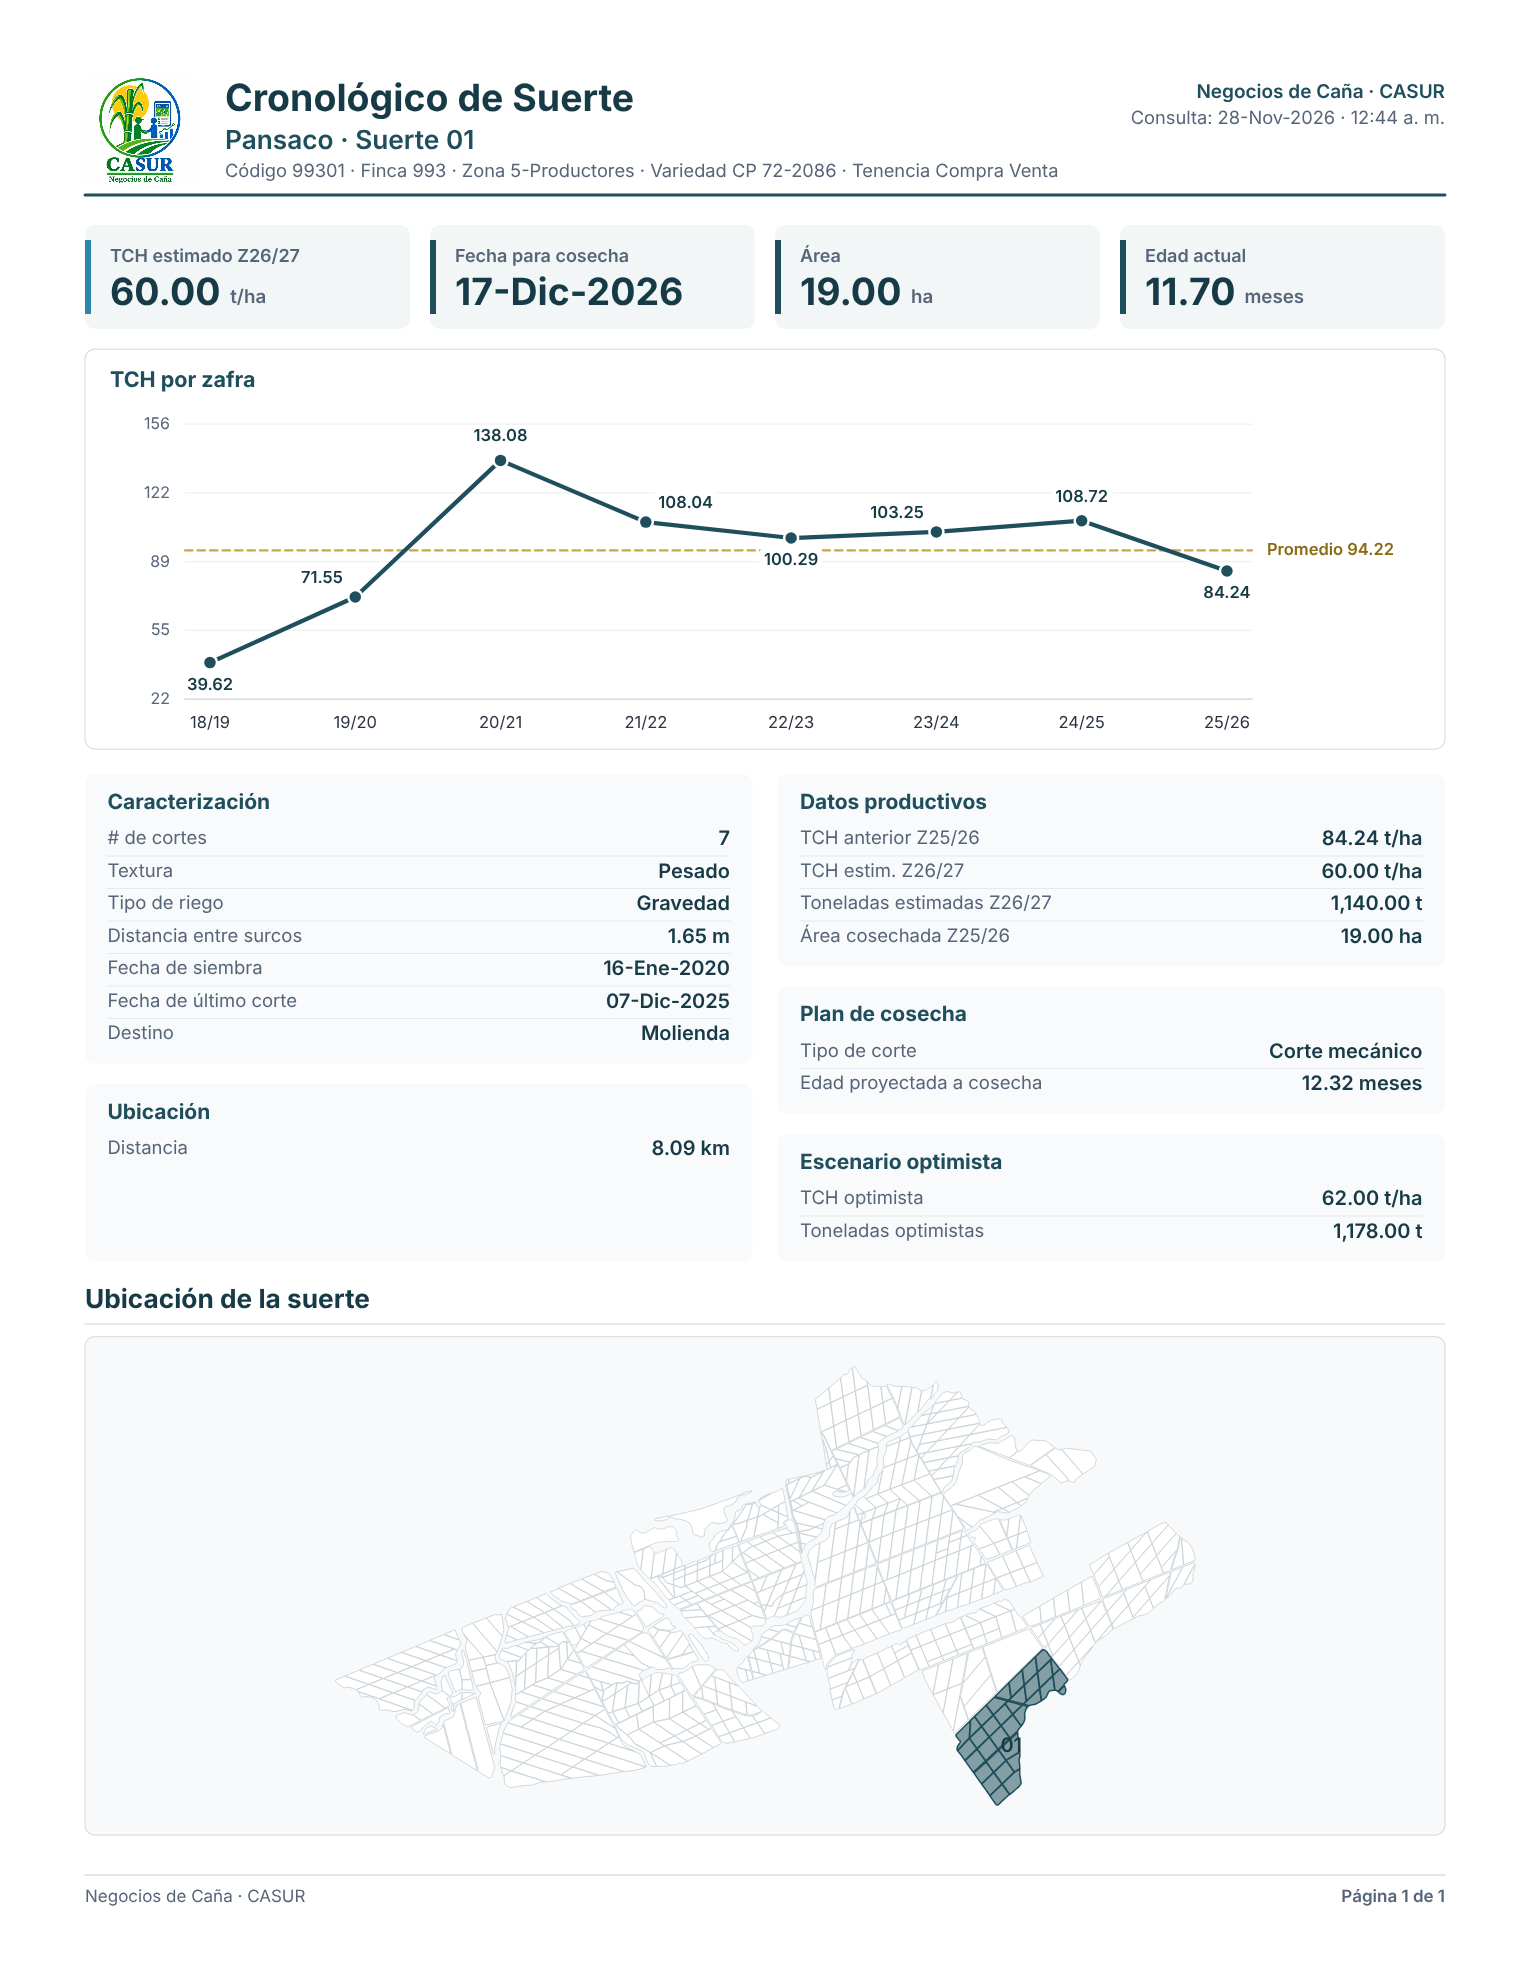 CASUR
Negocios de Caña
Cronológico de Suerte
Pansaco · Suerte 01
Código 99301 · Finca 993 · Zona 5-Productores · Variedad CP 72-2086 · Tenencia Compra Venta
Negocios de Caña · CASUR
Consulta: 28-Nov-2026 · 12:44 a. m.
TCH estimado Z26/27
60.00 t/ha
Fecha para cosecha
17-Dic-2026
Área
19.00 ha
Edad actual
11.70 meses
TCH por zafra
156
122
89
55
22
39.62
71.55
138.08
108.04
100.29
103.25
108.72
84.24
Promedio 94.22
18/19
19/20
20/21
21/22
22/23
23/24
24/25
25/26
Caracterización
# de cortes 7
Textura Pesado
Tipo de riego Gravedad
Distancia entre surcos 1.65 m
Fecha de siembra 16-Ene-2020
Fecha de último corte 07-Dic-2025
Destino Molienda
Ubicación
Distancia 8.09 km
Datos productivos
TCH anterior Z25/26 84.24 t/ha
TCH estim. Z26/27 60.00 t/ha
Toneladas estimadas Z26/27 1,140.00 t
Área cosechada Z25/26 19.00 ha
Plan de cosecha
Tipo de corte Corte mecánico
Edad proyectada a cosecha 12.32 meses
Escenario optimista
TCH optimista 62.00 t/ha
Toneladas optimistas 1,178.00 t
Ubicación de la suerte
01
Negocios de Caña · CASUR
Página 1 de 1